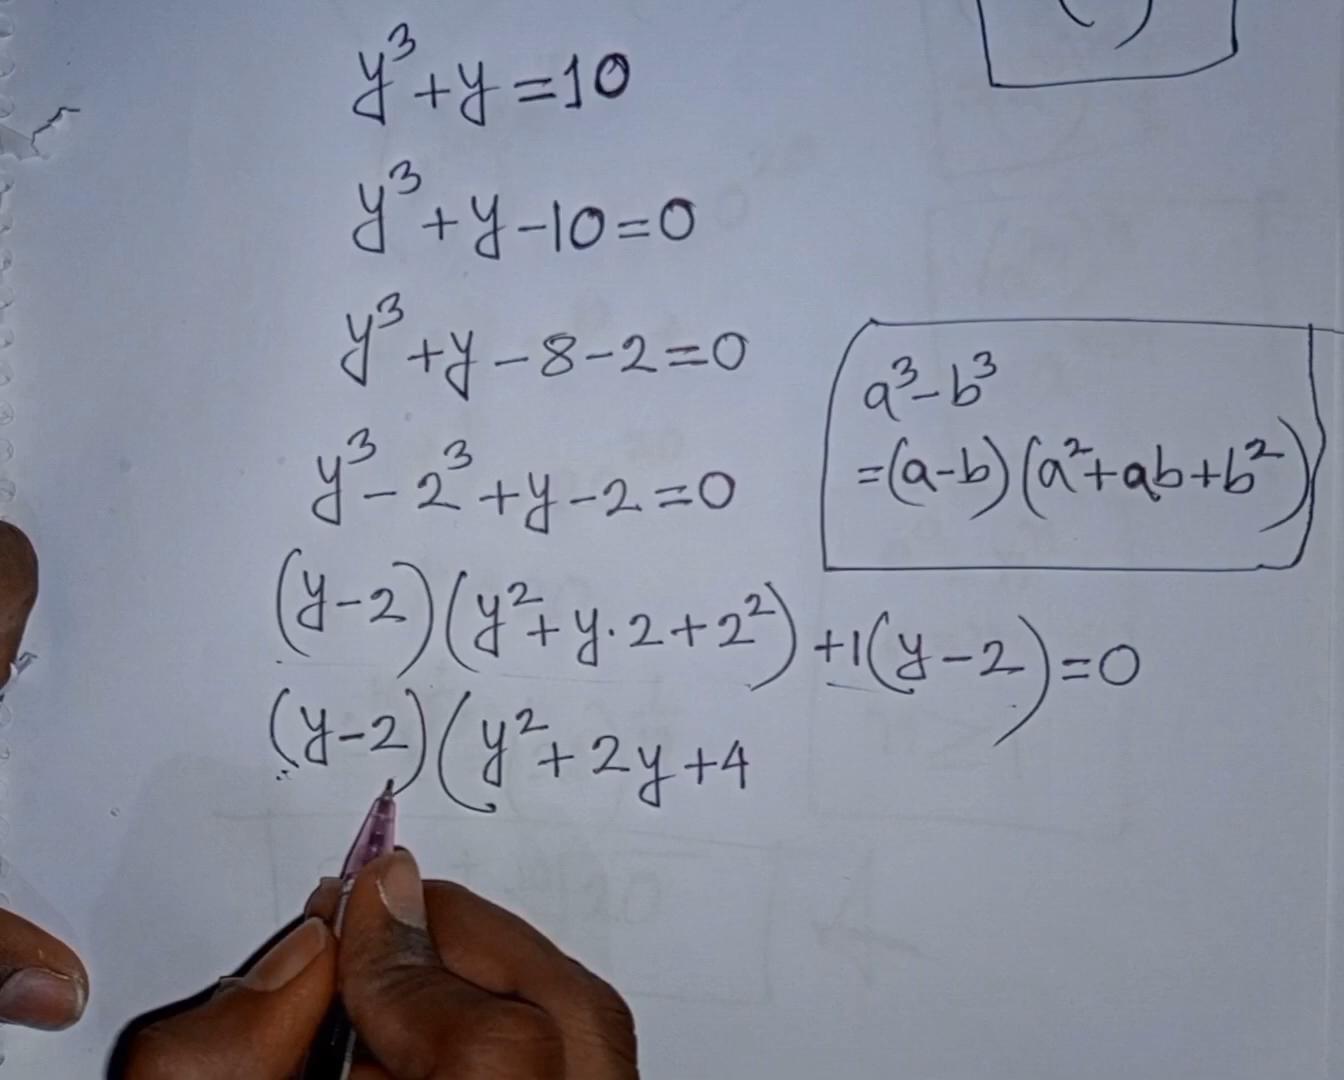 y³+y=10
y³+y-10=0
y³+y-8-2=0
y³-2³+y-2=0
a³-b³
=(a-b)(a²+ab+b²)
(y-2)(y²+y·2+2²)+1(y-2)=0
(y-2)(y²+2y+4